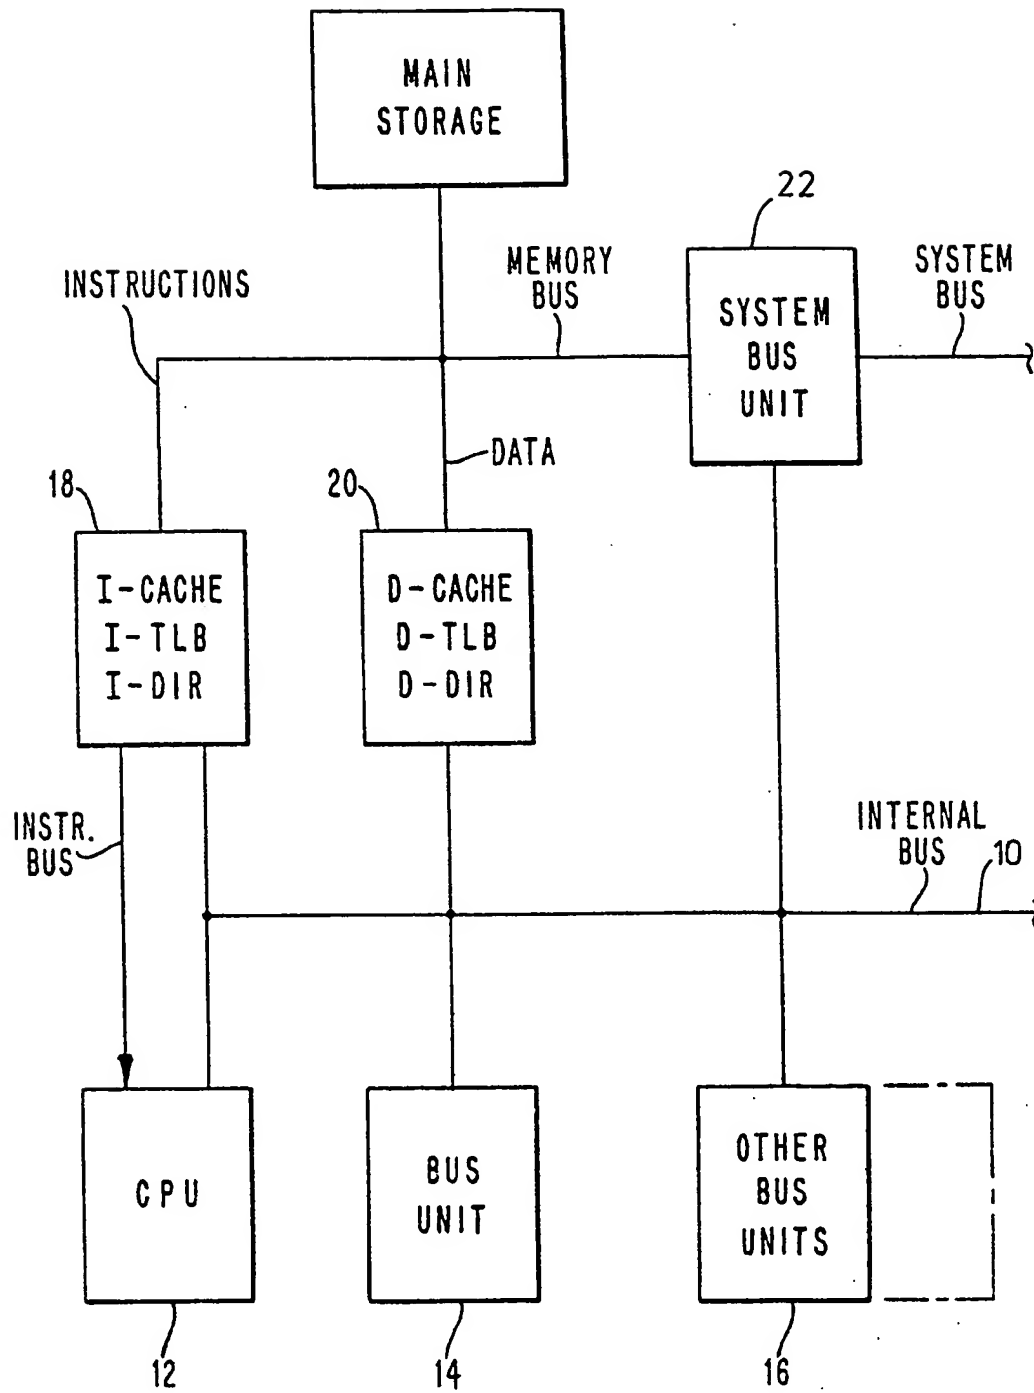 MAIN
STORAGE
22
INSTRUCTIONS
MEMORY
BUS
SYSTEM
BUS
SYSTEM
BUS
UNIT
DATA
18
20
I-CACHE
I-TLB
I-DIR
D-CACHE
D-TLB
D-DIR
INSTR.
BUS
INTERNAL
BUS
10
CPU
BUS
UNIT
OTHER
BUS
UNITS
12
14
16